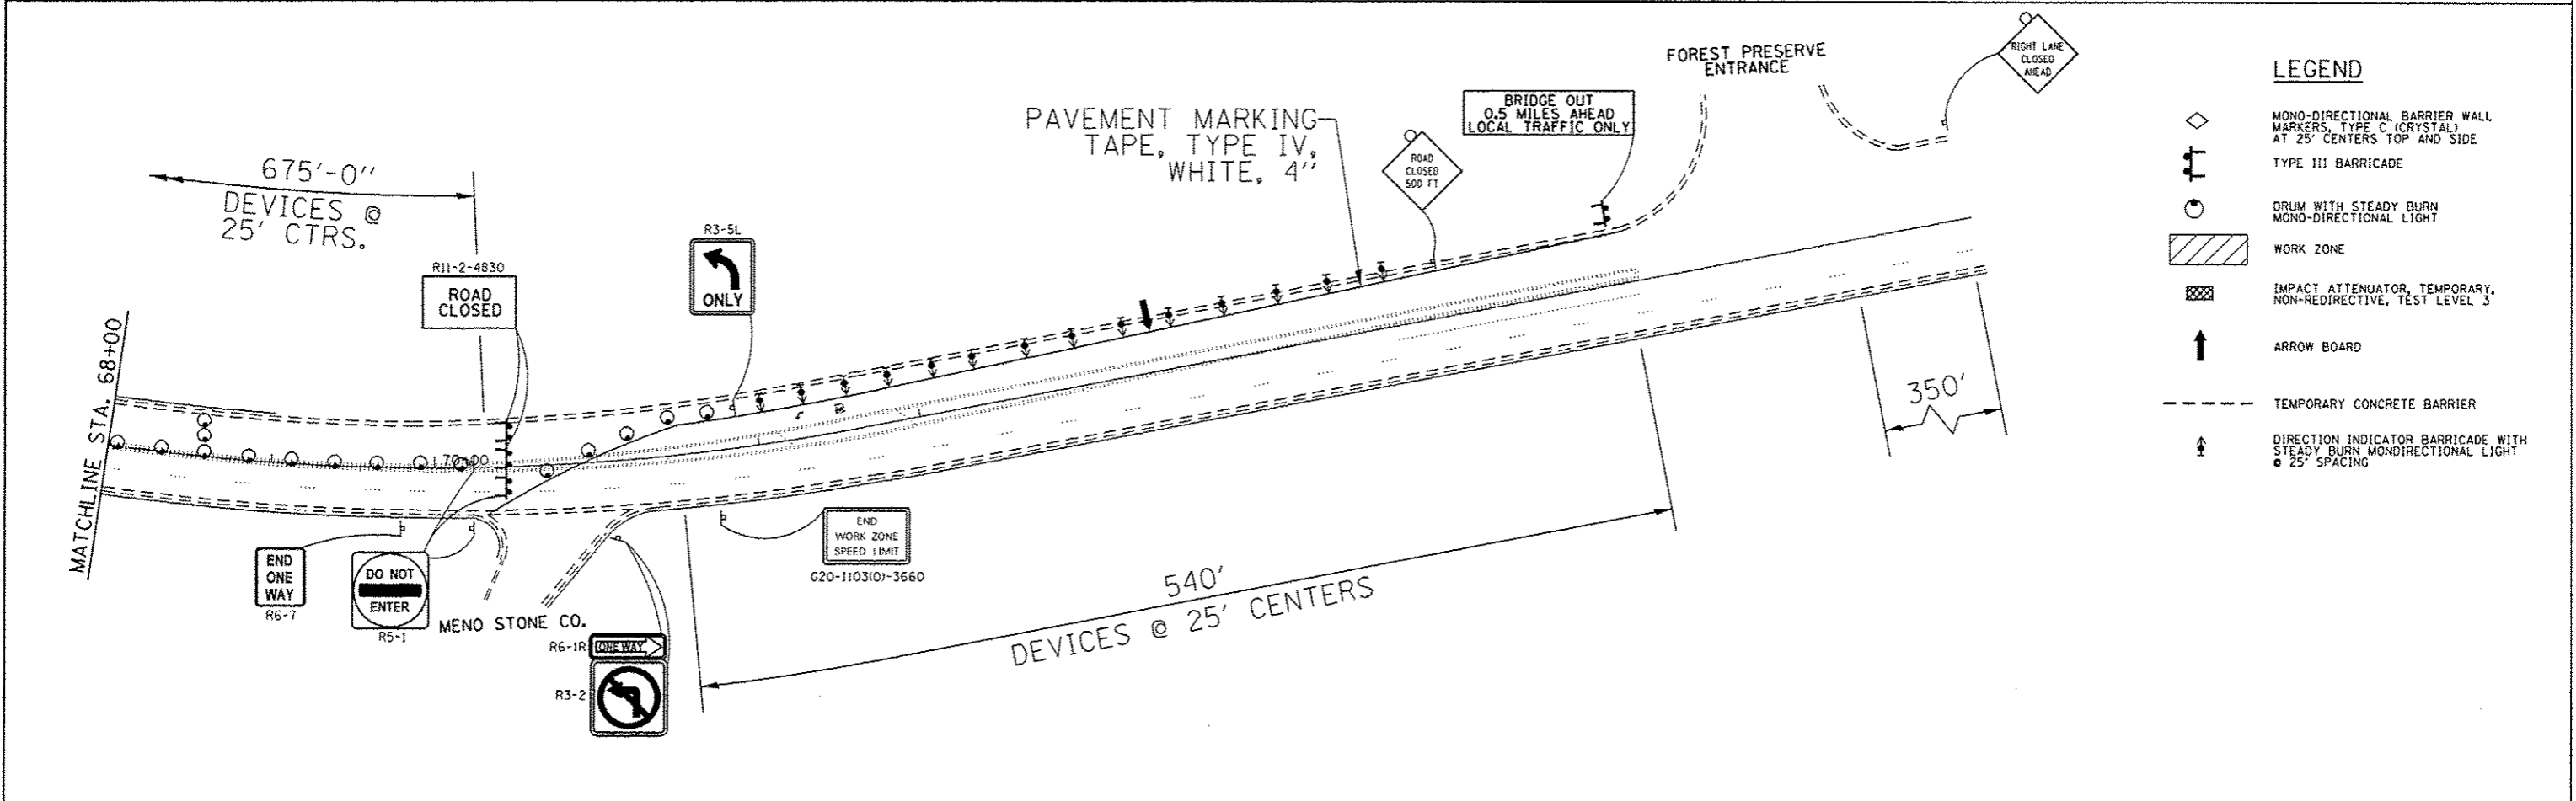 675'-0"
DEVICES @
25' CTRS.
MATCHLINE STA. 68+00
R11-2-4830
ROAD
CLOSED
R3-5L
ONLY
70+00
END
ONE
WAY
R6-7
DO NOT
ENTER
R5-1
MENO STONE CO.
R6-1R
ONE WAY
R3-2
END
WORK ZONE
SPEED LIMIT
G20-I103(0)-3660
PAVEMENT MARKING
TAPE, TYPE IV,
WHITE, 4"
ROAD
CLOSED
500 FT
BRIDGE OUT
0.5 MILES AHEAD
LOCAL TRAFFIC ONLY
FOREST PRESERVE
ENTRANCE
RIGHT LANE
CLOSED
AHEAD
540'
DEVICES @ 25' CENTERS
350'
LEGEND
MONO-DIRECTIONAL BARRIER WALL
MARKERS, TYPE C (CRYSTAL)
AT 25' CENTERS TOP AND SIDE
TYPE III BARRICADE
DRUM WITH STEADY BURN
MONO-DIRECTIONAL LIGHT
WORK ZONE
IMPACT ATTENUATOR, TEMPORARY,
NON-REDIRECTIVE, TEST LEVEL 3
ARROW BOARD
TEMPORARY CONCRETE BARRIER
DIRECTION INDICATOR BARRICADE WITH
STEADY BURN MONDIRECTIONAL LIGHT
@ 25' SPACING